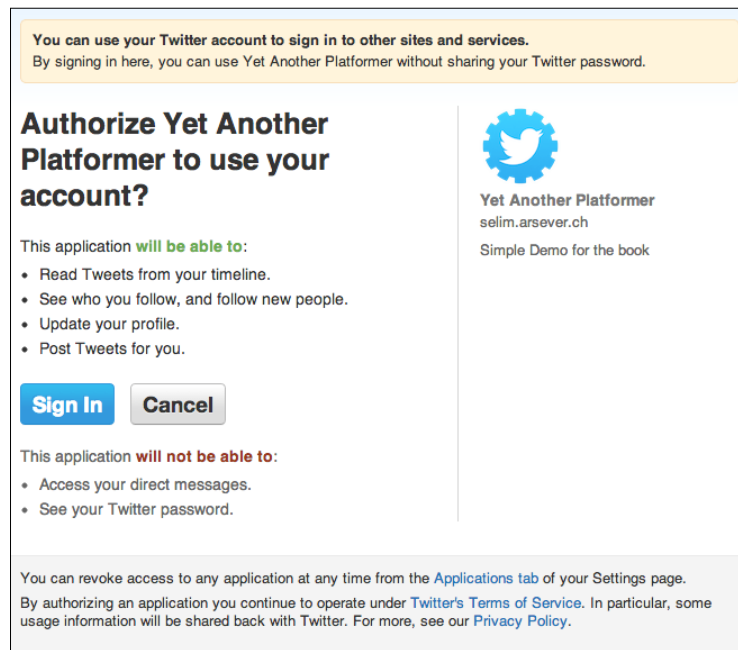 You can use your Twitter account to sign in to other sites and services.
By signing in here, you can use Yet Another Platformer without sharing your Twitter password.
Authorize Yet Another
Platformer to use your
account?
This application will be able to:
• Read Tweets from your timeline.
• See who you follow, and follow new people.
• Update your profile.
• Post Tweets for you.
Sign In
Cancel
This application will not be able to:
• Access your direct messages.
• See your Twitter password.
Yet Another Platformer
selim.arsever.ch
Simple Demo for the book
You can revoke access to any application at any time from the Applications tab of your Settings page.
By authorizing an application you continue to operate under Twitter's Terms of Service. In particular, some
usage information will be shared back with Twitter. For more, see our Privacy Policy.